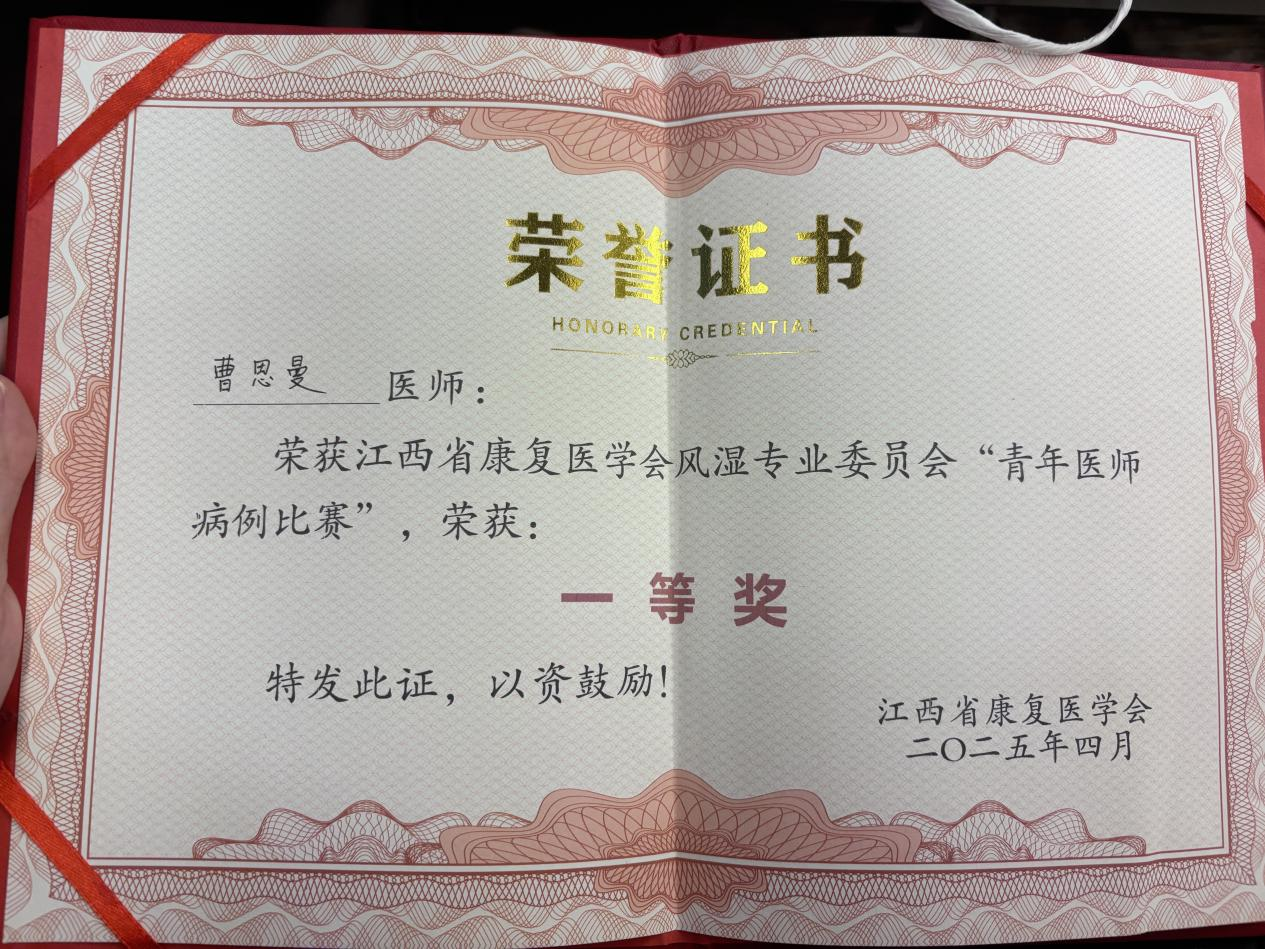 荣誉证书
HONORARY CREDENTIAL
曹思曼 医师：
荣获江西省康复医学会风湿专业委员会“青年医师
病例比赛”，荣获：
一等奖
特发此证，以资鼓励！
江西省康复医学会
二〇二五年四月